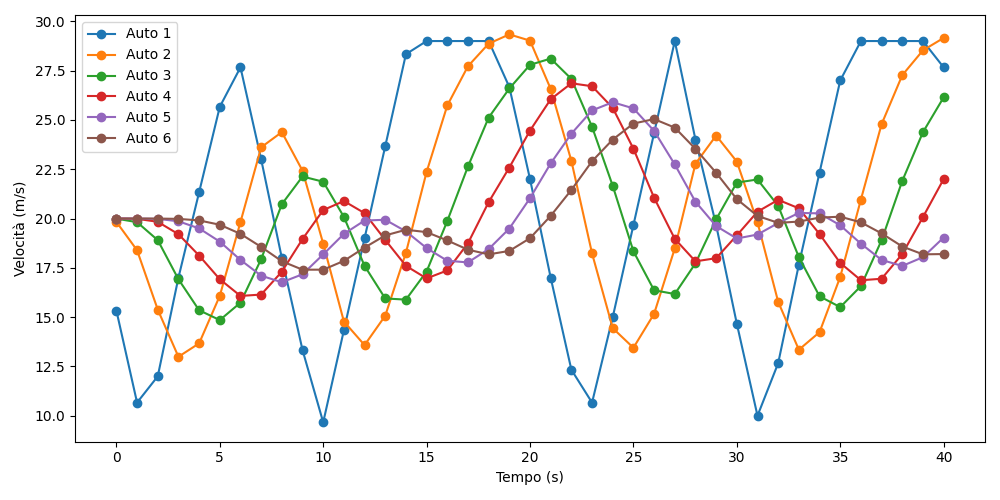 30.0
27.5
25.0
22.5
20.0
17.5
15.0
12.5
10.0
Velocità (m/s)
Auto 1
Auto 2
Auto 3
Auto 4
Auto 5
Auto 6
0 5 10 15 20 25 30 35 40
Tempo (s)